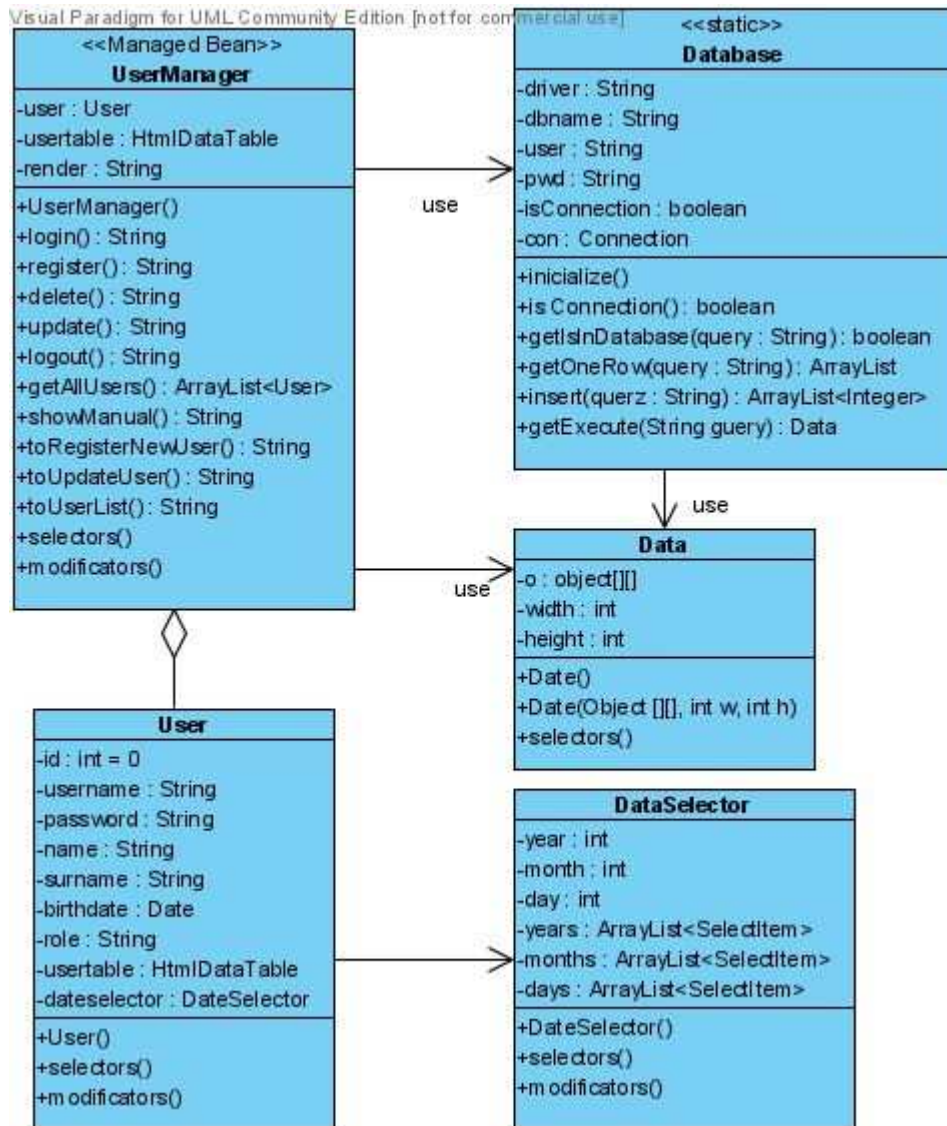 Visual Paradigm for UML Community Edition [not for commercial use]
<<Managed Bean>>
UserManager
-user : User
-usertable : HtmlDataTable
-render : String
+UserManager()
+login() : String
+register() : String
+delete() : String
+update() : String
+logout() : String
+getAllUsers() : ArrayList<User>
+showManual() : String
+toRegisterNewUser() : String
+toUpdateUser() : String
+toUserList() : String
+selectors()
+modificators()
use
<<static>>
Database
-driver : String
-dbname : String
-user : String
-pwd : String
-isConnection : boolean
-con : Connection
+inicialize()
+is Connection() : boolean
+getIsInDatabase(query : String) : boolean
+getOneRow(query : String) : ArrayList
+insert(querz : String) : ArrayList<Integer>
+getExecute(String guery) : Data
use
use
Data
-o : object[][]
-width : int
-height : int
+Date()
+Date(Object [][], int w, int h)
+selectors()
User
-id : int = 0
-username : String
-password : String
-name : String
-surname : String
-birthdate : Date
-role : String
-usertable : HtmlDataTable
-dateselector : DateSelector
+User()
+selectors()
+modificators()
DataSelector
-year : int
-month : int
-day : int
-years : ArrayList<SelectItem>
-months : ArrayList<SelectItem>
-days : ArrayList<SelectItem>
+DateSelector()
+selectors()
+modificators()